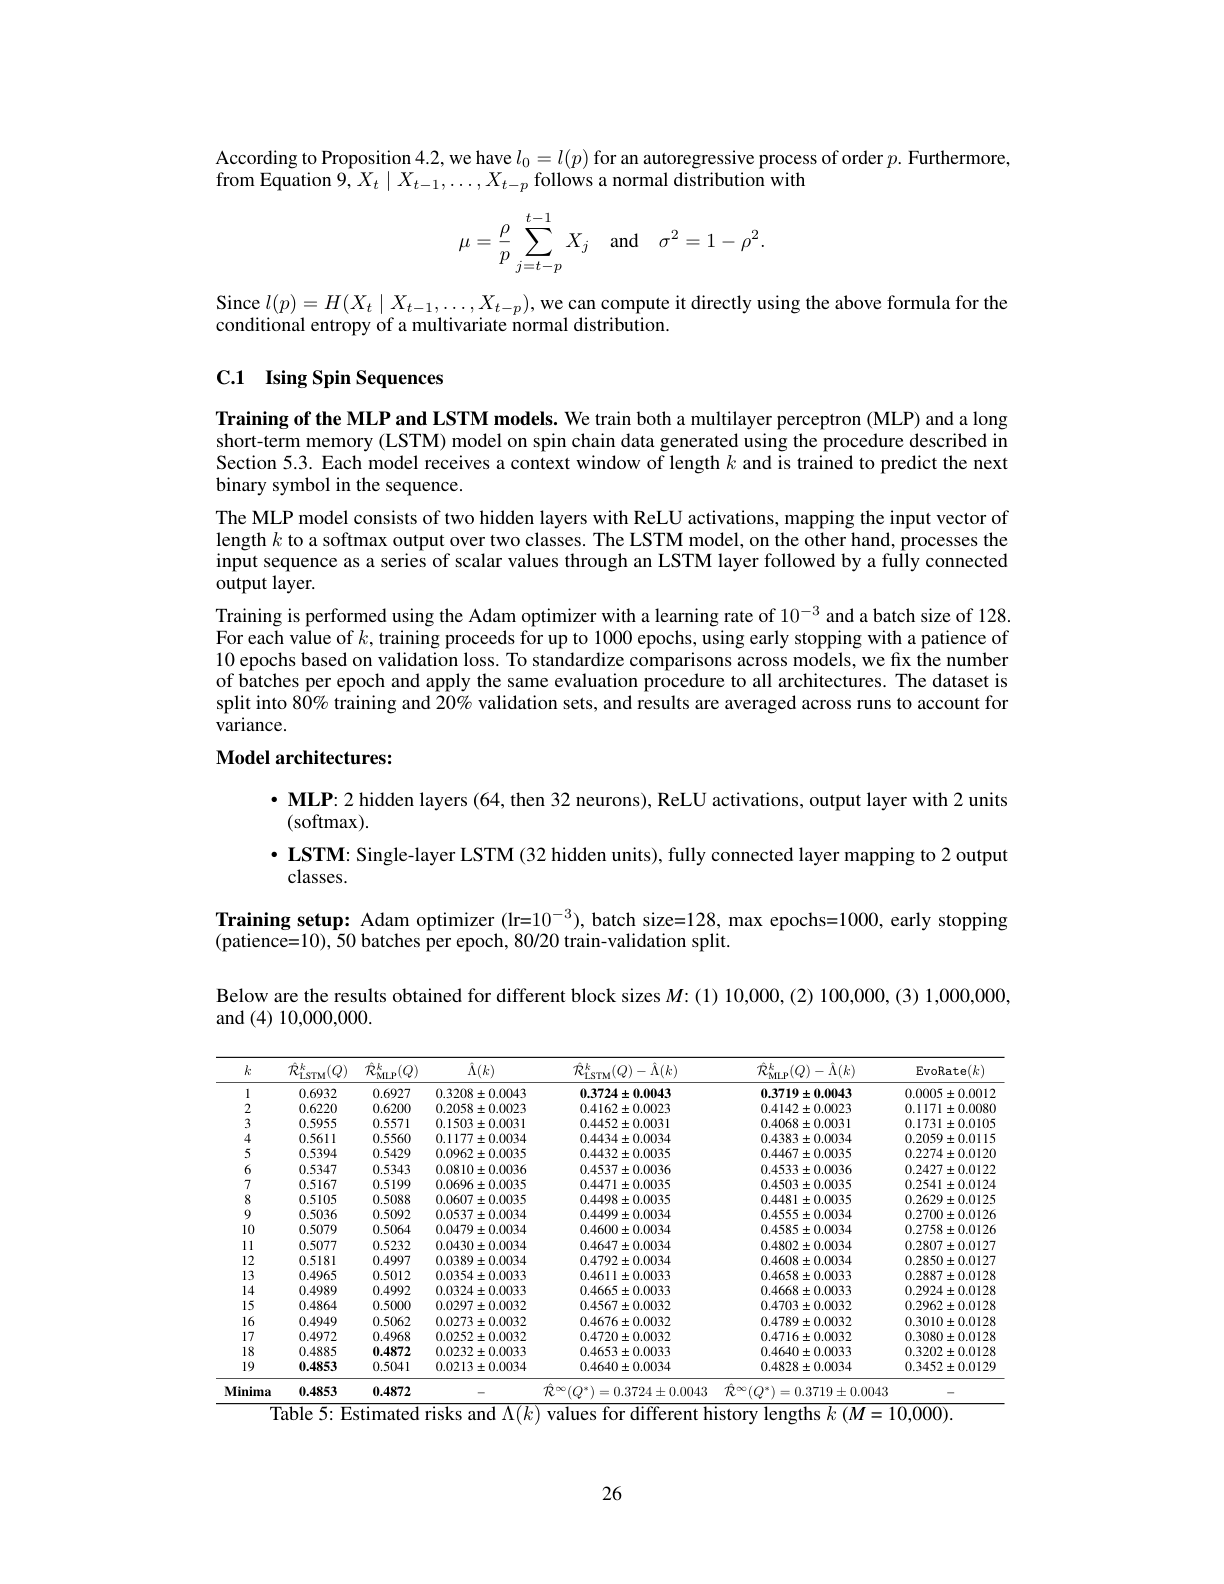 According to Proposition 4.2, we have l_0 = l(p) for an autoregressive process of order p. Furthermore,
from Equation 9, X_t | X_{t−1}, . . . , X_{t−p} follows a normal distribution with
μ = ρ/p ∑_{j=t−p}^{t−1} X_j and σ^2 = 1 − ρ^2.
Since l(p) = H(X_t | X_{t−1}, . . . , X_{t−p}), we can compute it directly using the above formula for the
conditional entropy of a multivariate normal distribution.
C.1 Ising Spin Sequences
Training of the MLP and LSTM models. We train both a multilayer perceptron (MLP) and a long
short-term memory (LSTM) model on spin chain data generated using the procedure described in
Section 5.3. Each model receives a context window of length k and is trained to predict the next
binary symbol in the sequence.
The MLP model consists of two hidden layers with ReLU activations, mapping the input vector of
length k to a softmax output over two classes. The LSTM model, on the other hand, processes the
input sequence as a series of scalar values through an LSTM layer followed by a fully connected
output layer.
Training is performed using the Adam optimizer with a learning rate of 10^{−3} and a batch size of 128.
For each value of k, training proceeds for up to 1000 epochs, using early stopping with a patience of
10 epochs based on validation loss. To standardize comparisons across models, we fix the number
of batches per epoch and apply the same evaluation procedure to all architectures. The dataset is
split into 80% training and 20% validation sets, and results are averaged across runs to account for
variance.
Model architectures:
• MLP: 2 hidden layers (64, then 32 neurons), ReLU activations, output layer with 2 units
(softmax).
• LSTM: Single-layer LSTM (32 hidden units), fully connected layer mapping to 2 output
classes.
Training setup: Adam optimizer (lr=10^{−3}), batch size=128, max epochs=1000, early stopping
(patience=10), 50 batches per epoch, 80/20 train-validation split.
Below are the results obtained for different block sizes M: (1) 10,000, (2) 100,000, (3) 1,000,000,
and (4) 10,000,000.
k R̂^k_LSTM(Q) R̂^k_MLP(Q) Λ̂(k) R̂^k_LSTM(Q) − Λ̂(k) R̂^k_MLP(Q) − Λ̂(k) EvoRate(k)
1 0.6932 0.6927 0.3208 ± 0.0043 0.3724 ± 0.0043 0.3719 ± 0.0043 0.0005 ± 0.0012
2 0.6220 0.6200 0.2058 ± 0.0023 0.4162 ± 0.0023 0.4142 ± 0.0023 0.1171 ± 0.0080
3 0.5955 0.5571 0.1503 ± 0.0031 0.4452 ± 0.0031 0.4068 ± 0.0031 0.1731 ± 0.0105
4 0.5611 0.5560 0.1177 ± 0.0034 0.4434 ± 0.0034 0.4383 ± 0.0034 0.2059 ± 0.0115
5 0.5394 0.5429 0.0962 ± 0.0035 0.4432 ± 0.0035 0.4467 ± 0.0035 0.2274 ± 0.0120
6 0.5347 0.5343 0.0810 ± 0.0036 0.4537 ± 0.0036 0.4533 ± 0.0036 0.2427 ± 0.0122
7 0.5167 0.5199 0.0696 ± 0.0035 0.4471 ± 0.0035 0.4503 ± 0.0035 0.2541 ± 0.0124
8 0.5105 0.5088 0.0607 ± 0.0035 0.4498 ± 0.0035 0.4481 ± 0.0035 0.2629 ± 0.0125
9 0.5036 0.5092 0.0537 ± 0.0034 0.4499 ± 0.0034 0.4555 ± 0.0034 0.2700 ± 0.0126
10 0.5079 0.5064 0.0479 ± 0.0034 0.4600 ± 0.0034 0.4585 ± 0.0034 0.2758 ± 0.0126
11 0.5077 0.5232 0.0430 ± 0.0034 0.4647 ± 0.0034 0.4802 ± 0.0034 0.2807 ± 0.0127
12 0.5181 0.4997 0.0389 ± 0.0034 0.4792 ± 0.0034 0.4608 ± 0.0034 0.2850 ± 0.0127
13 0.4965 0.5012 0.0354 ± 0.0033 0.4611 ± 0.0033 0.4658 ± 0.0033 0.2887 ± 0.0128
14 0.4989 0.4992 0.0324 ± 0.0033 0.4665 ± 0.0033 0.4668 ± 0.0033 0.2924 ± 0.0128
15 0.4864 0.5000 0.0297 ± 0.0032 0.4567 ± 0.0032 0.4703 ± 0.0032 0.2962 ± 0.0128
16 0.4949 0.5062 0.0273 ± 0.0032 0.4676 ± 0.0032 0.4789 ± 0.0032 0.3010 ± 0.0128
17 0.4972 0.4968 0.0252 ± 0.0032 0.4720 ± 0.0032 0.4716 ± 0.0032 0.3080 ± 0.0128
18 0.4885 0.4872 0.0232 ± 0.0033 0.4653 ± 0.0033 0.4640 ± 0.0033 0.3202 ± 0.0128
19 0.4853 0.5041 0.0213 ± 0.0034 0.4640 ± 0.0034 0.4828 ± 0.0034 0.3452 ± 0.0129
Minima 0.4853 0.4872 – R̂^∞(Q*) = 0.3724 ± 0.0043 R̂^∞(Q*) = 0.3719 ± 0.0043 –
Table 5: Estimated risks and Λ(k) values for different history lengths k (M = 10,000).
26